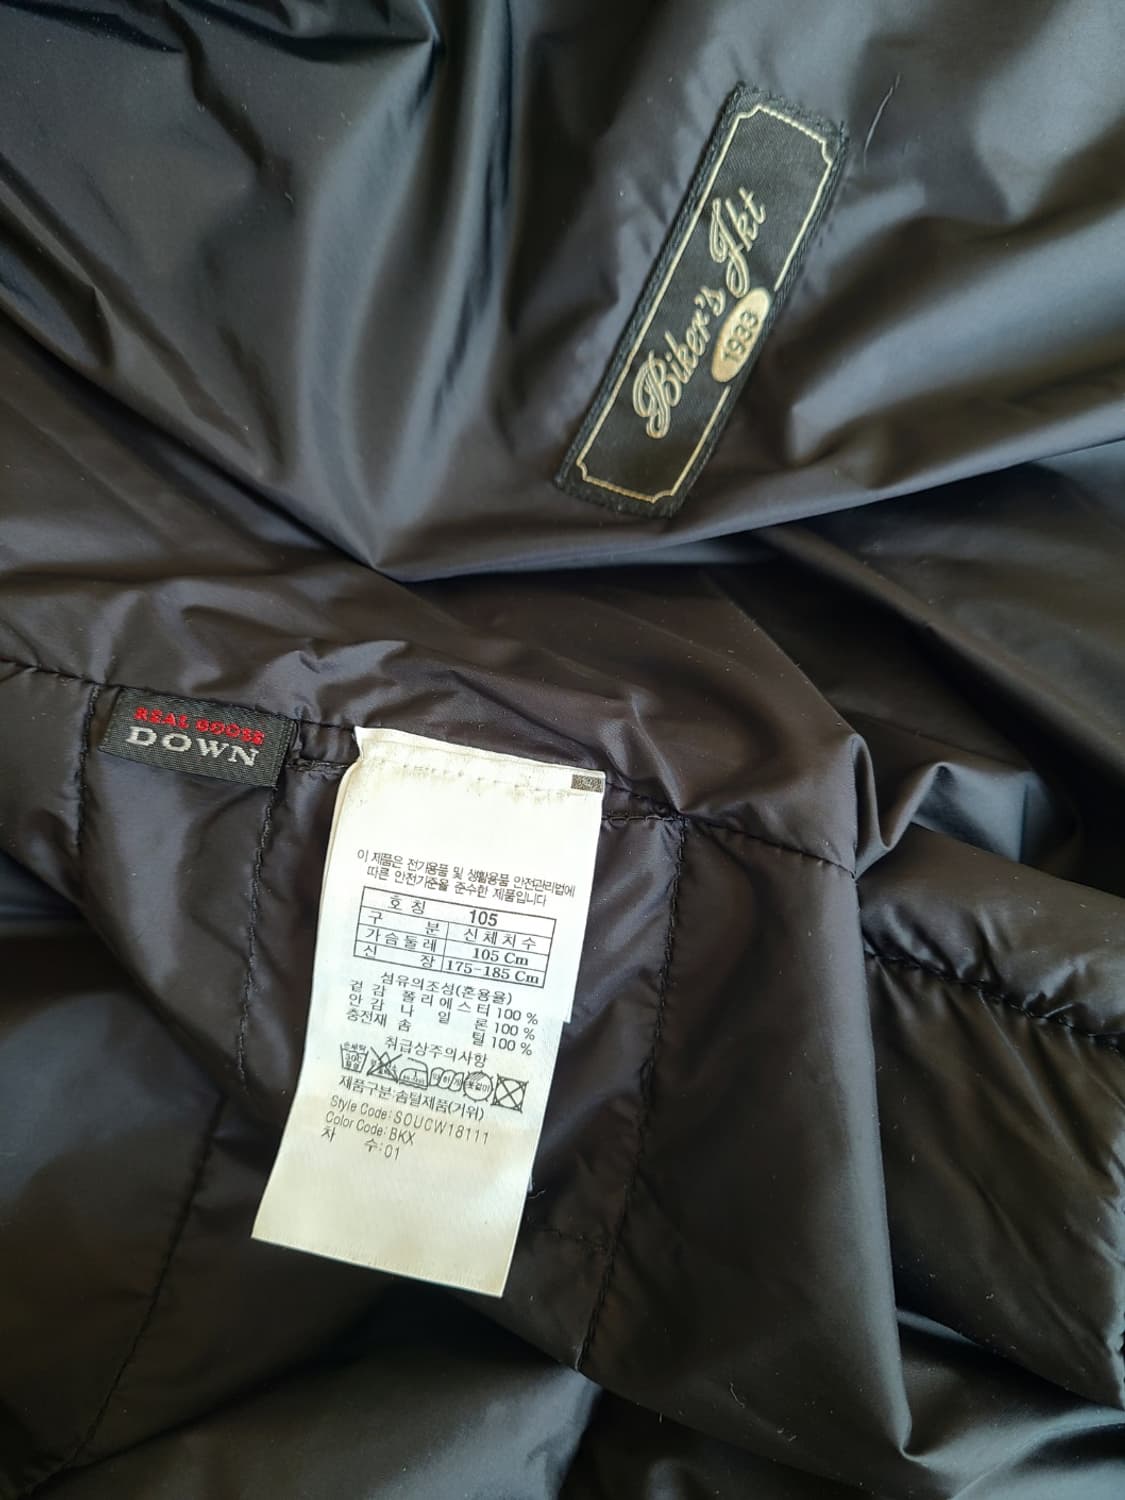 Biker's Jkt
1933
REAL GOOSE
DOWN
이 제품은 전기용품 및 생활용품 안전관리법에
따른 안전기준을 준수한 제품입니다
호 칭 105
구 분 신체치수
가슴둘레 105 Cm
신 장 175-185 Cm
섬유의조성(혼용율)
겉 감 폴리에스터 100 %
안 감 나 일 론 100 %
충전재 솜 털 100 %
취급상주의사항
제품구분:솜털제품(거위)
Style Code: SOUCW18111
Color Code: BKX
차 수: 01